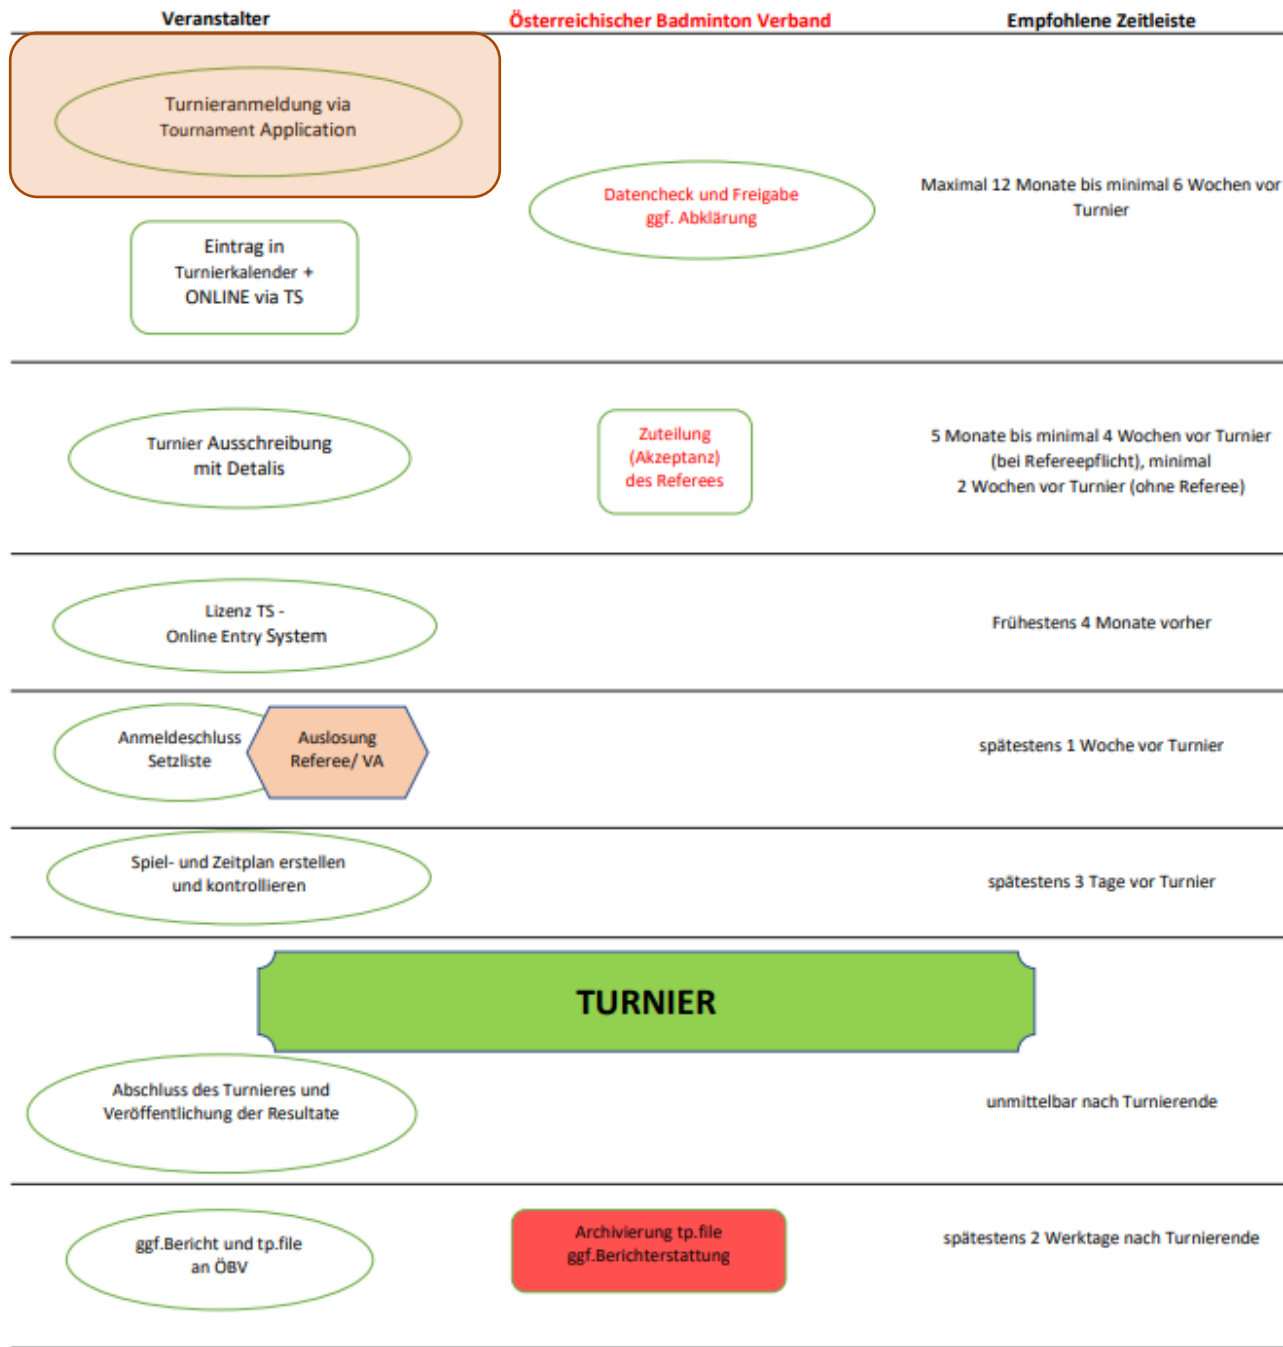 Veranstalter
Österreichischer Badminton Verband
Empfohlene Zeitleiste
Turnieranmeldung via
Tournament Application
Datencheck und Freigabe
ggf. Abklärung
Maximal 12 Monate bis minimal 6 Wochen vor
Turnier
Eintrag in
Turnierkalender +
ONLINE via TS
Turnier Ausschreibung
mit Detalis
Zuteilung
(Akzeptanz)
des Referees
5 Monate bis minimal 4 Wochen vor Turnier
(bei Refereepflicht), minimal
2 Wochen vor Turnier (ohne Referee)
Lizenz TS -
Online Entry System
Frühestens 4 Monate vorher
Anmeldeschluss
Setzliste
Auslosung
Referee/ VA
spätestens 1 Woche vor Turnier
Spiel- und Zeitplan erstellen
und kontrollieren
spätestens 3 Tage vor Turnier
TURNIER
Abschluss des Turnieres und
Veröffentlichung der Resultate
unmittelbar nach Turnierende
ggf.Bericht und tp.file
an ÖBV
Archivierung tp.file
ggf.Berichterstattung
spätestens 2 Werktage nach Turnierende